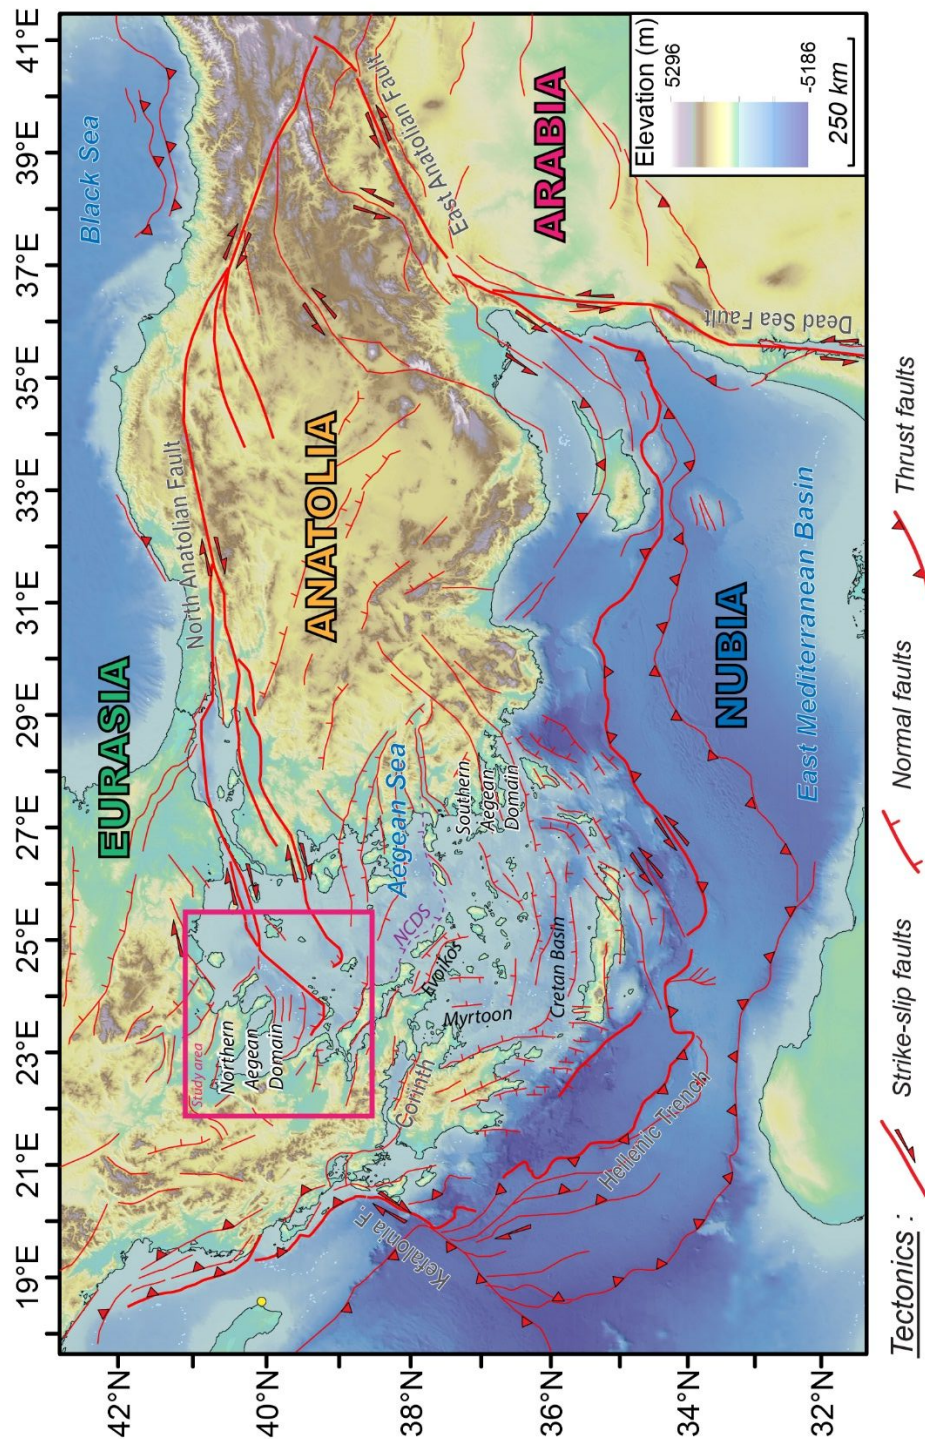 19°E 21°E 23°E 25°E 27°E 29°E 31°E 33°E 35°E 37°E 39°E 41°E
42°N
40°N
38°N
36°N
34°N
32°N
EURASIA
Black Sea
North Anatolian Fault
Study area
Northern
Aegean
Domain
ANATOLIA
East Anatolian Fault
Aegean Sea
NCDS
Evoikos
Corinth
Southern
Aegean
Domain
Myrtoon
Kefalonia F.
Cretan Basin
Hellenic Trench
ARABIA
Dead Sea Fault
NUBIA
East Mediterranean Basin
Elevation (m)
5296
-5186
250 km
Tectonics :
Strike-slip faults
Normal faults
Thrust faults